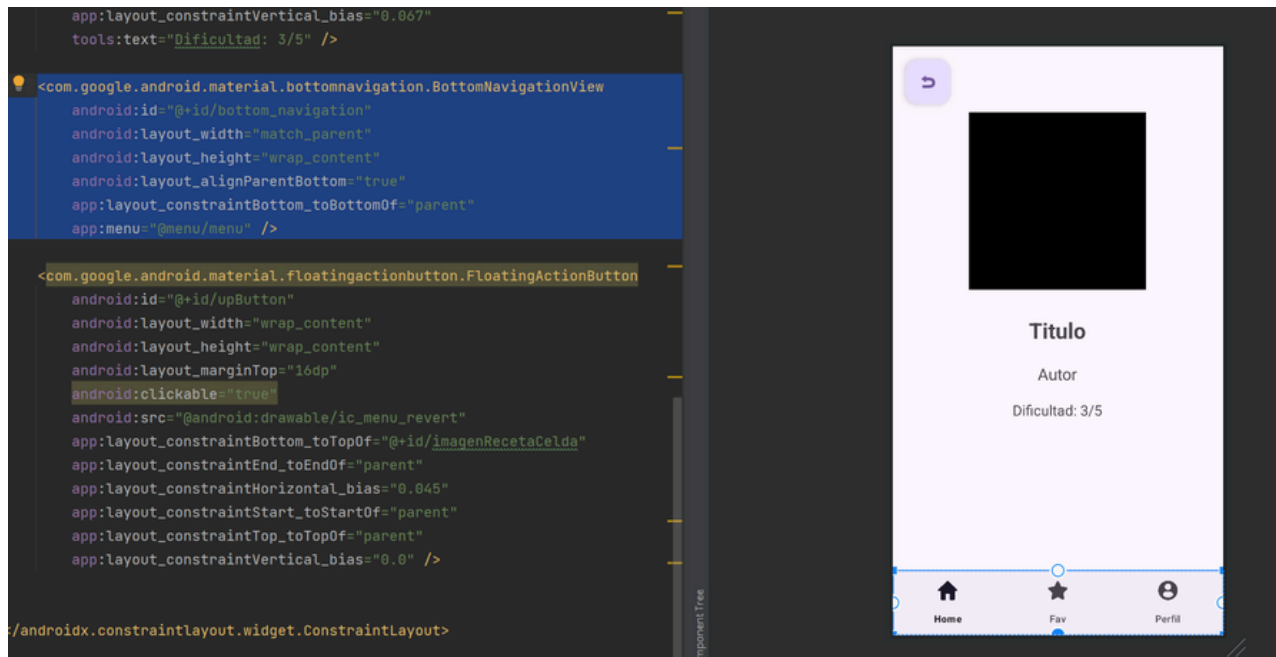 app:layout_constraintVertical_bias="0.067"
tools:text="Dificultad: 3/5" />
<com.google.android.material.bottomnavigation.BottomNavigationView
android:id="@+id/bottom_navigation"
android:layout_width="match_parent"
android:layout_height="wrap_content"
android:layout_alignParentBottom="true"
app:layout_constraintBottom_toBottomOf="parent"
app:menu="@menu/menu" />
<com.google.android.material.floatingactionbutton.FloatingActionButton
android:id="@+id/upButton"
android:layout_width="wrap_content"
android:layout_height="wrap_content"
android:layout_marginTop="16dp"
android:clickable="true"
android:src="@android:drawable/ic_menu_revert"
app:layout_constraintBottom_toTopOf="@+id/imagenRecetaCelda"
app:layout_constraintEnd_toEndOf="parent"
app:layout_constraintHorizontal_bias="0.045"
app:layout_constraintStart_toStartOf="parent"
app:layout_constraintTop_toTopOf="parent"
app:layout_constraintVertical_bias="0.0" />
/androidx.constraintlayout.widget.ConstraintLayout>
mponent Tree
Titulo
Autor
Dificultad: 3/5
Home
Fav
Perfil